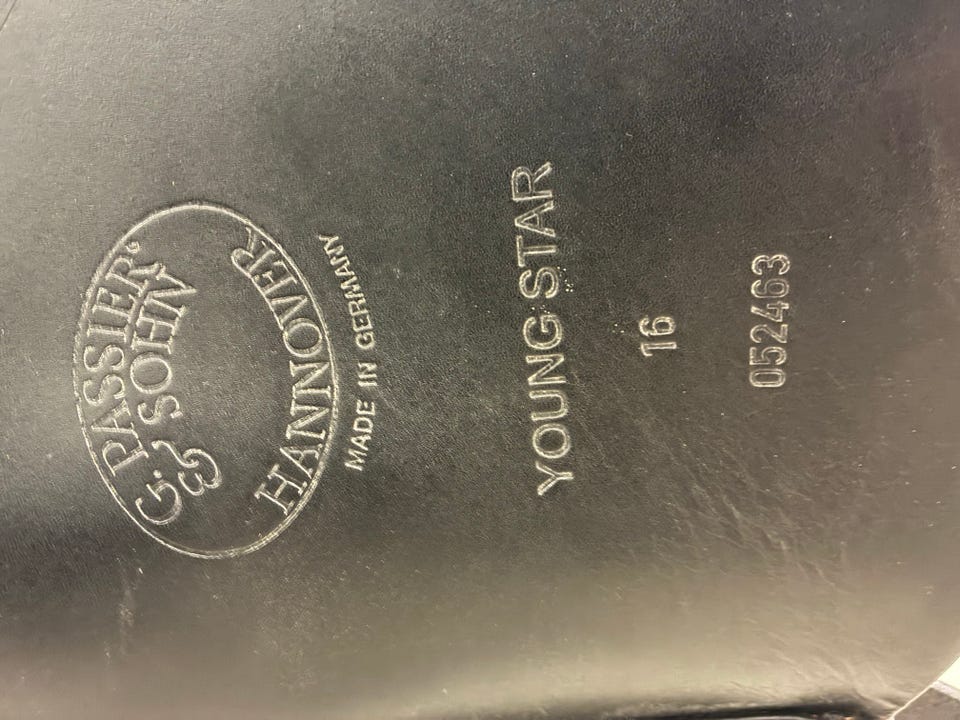 G. PASSIER
& SOHN
HANNOVER
MADE IN GERMANY
YOUNG STAR
16
052463